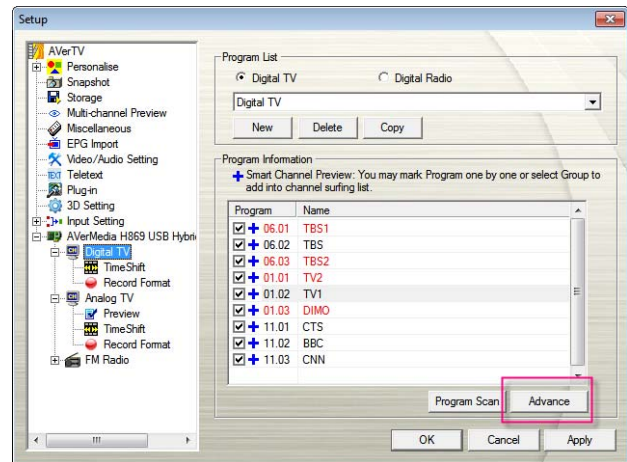 Setup
AVerTV
Personalise
Snapshot
Storage
Multi-channel Preview
Miscellaneous
EPG Import
Video/Audio Setting
TEXT Teletext
Plug-in
3D Setting
Input Setting
AVerMedia H869 USB Hybri
Digital TV
TimeShift
Record Format
Analog TV
Preview
TimeShift
Record Format
FM Radio
Program List
Digital TV Digital Radio
Digital TV
New Delete Copy
Program Information
Smart Channel Preview: You may mark Program one by one or select Group to
add into channel surfing list.
Program Name
06.01 TBS1
06.02 TBS
06.03 TBS2
01.01 TV2
01.02 TV1
01.03 DIMO
11.01 CTS
11.02 BBC
11.03 CNN
Program Scan Advance
OK Cancel Apply